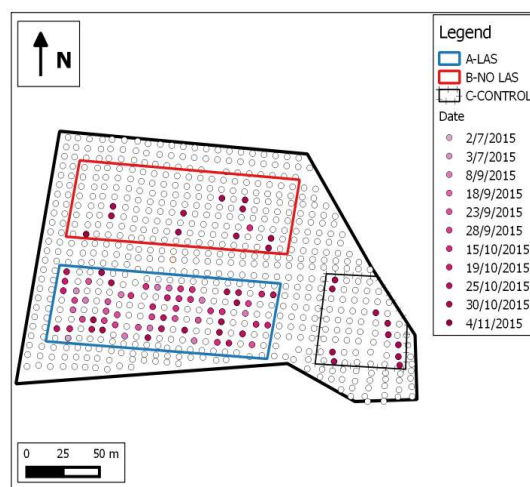 N
Legend
A-LAS
B-NO LAS
C-CONTROL
Date
2/7/2015
3/7/2015
8/9/2015
18/9/2015
23/9/2015
28/9/2015
15/10/2015
19/10/2015
25/10/2015
30/10/2015
4/11/2015
0 25 50 m